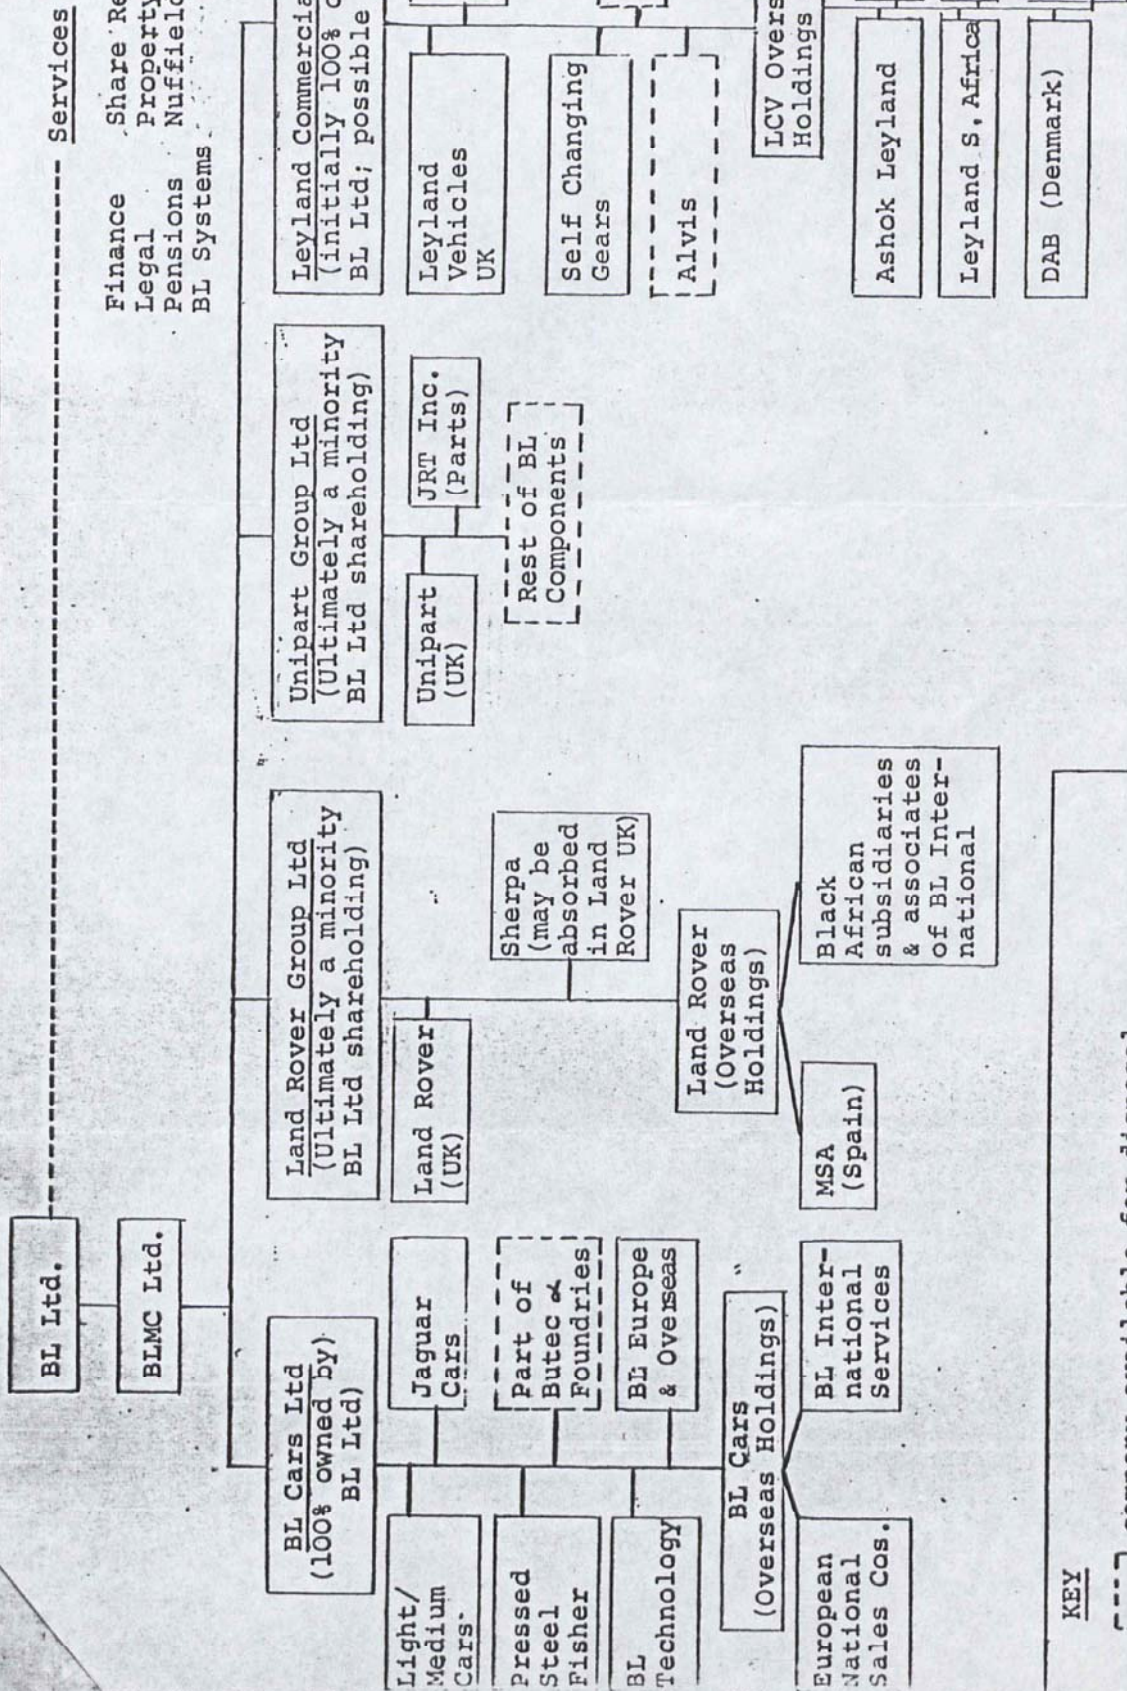 BL Ltd.
Services
BLMC Ltd.
Finance Share Re
Legal Property
Pensions Nuffield
BL Systems
BL Cars Ltd
(100% owned by)
BL Ltd)
Land Rover Group Ltd
(Ultimately a minority
BL Ltd shareholding)
Unipart Group Ltd
(Ultimately a minority
BL Ltd shareholding)
Leyland Commercia
(initially 100% o
BL Ltd; possible
Light/
Medium
Cars
Jaguar
Cars
Pressed
Steel
Fisher
Part of
Butec &
Foundries
BL
Technology
BL Europe
& Overseas
BL Cars
(Overseas Holdings)
European
National
Sales Cos.
BL Inter-
national
Services
Land Rover
(UK)
Sherpa
(may be
absorbed
in Land
Rover UK)
Land Rover
(Overseas
Holdings)
MSA
(Spain)
Black
African
subsidiaries
& associates
of BL Inter-
national
Unipart
(UK)
JRT Inc.
(Parts)
Rest of BL
Components
Leyland
Vehicles
UK
Self Changing
Gears
Alvis
LCV Overs
Holdings
Ashok Leyland
Leyland S. Africa
DAB (Denmark)
KEY